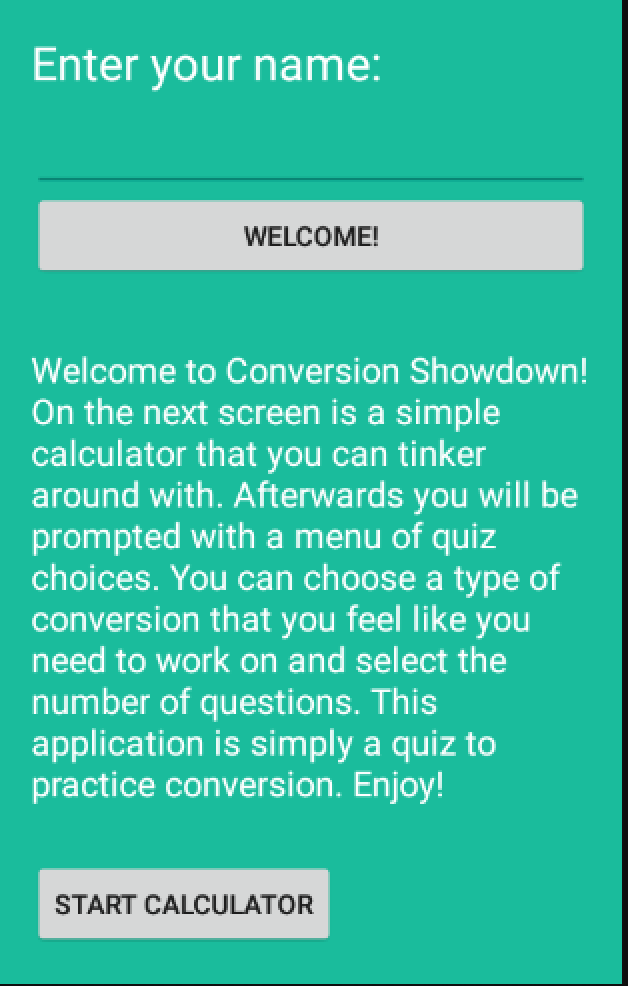 Enter your name:
WELCOME!
Welcome to Conversion Showdown!
On the next screen is a simple
calculator that you can tinker
around with. Afterwards you will be
prompted with a menu of quiz
choices. You can choose a type of
conversion that you feel like you
need to work on and select the
number of questions. This
application is simply a quiz to
practice conversion. Enjoy!
START CALCULATOR